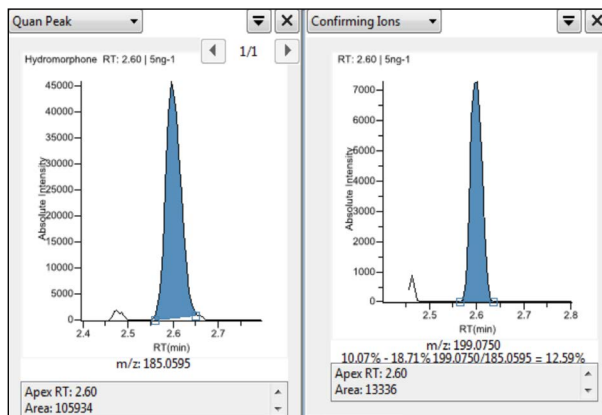 Quan Peak
Confirming Ions
Hydromorphone RT: 2.60 | 5ng-1
1/1
45000
40000
35000
30000
25000
20000
15000
10000
5000
0
Absolute Intensity
2.4 2.5 2.6 2.7
RT(min)
m/z: 185.0595
Apex RT: 2.60
Area: 105934
RT: 2.60 | 5ng-1
7000
6000
5000
4000
3000
2000
1000
0
Absolute Intensity
2.5 2.6 2.7 2.8
RT(min)
m/z: 199.0750
10.07% - 18.71% 199.0750/185.0595 = 12.59%
Apex RT: 2.60
Area: 13336